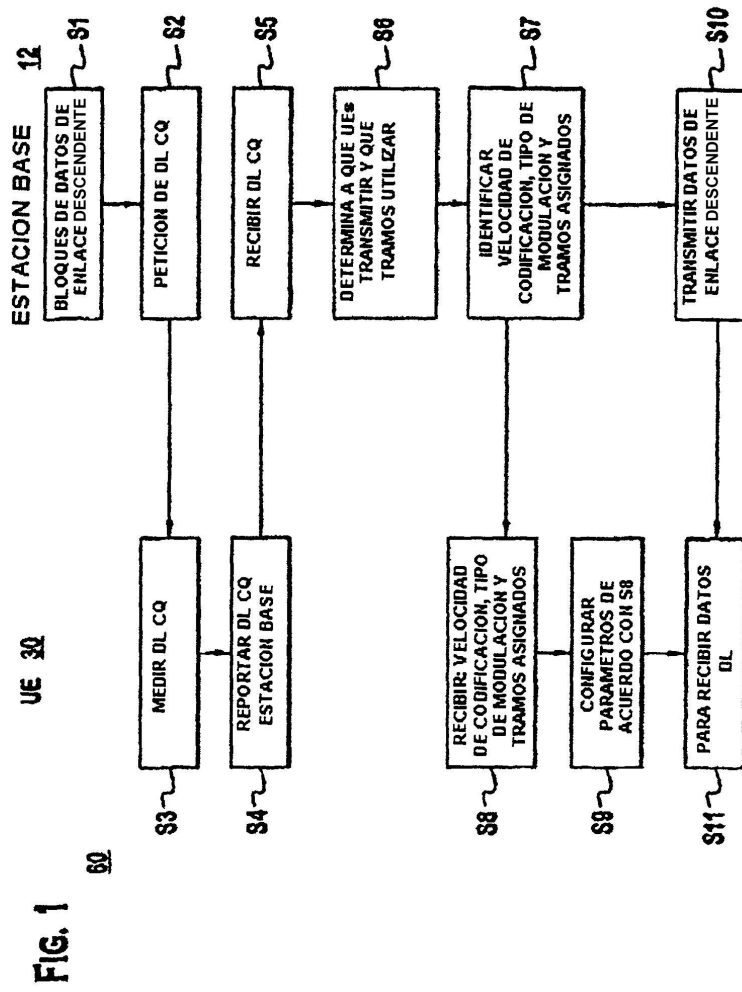 FIG. 1
60
UE 30
ESTACION BASE
12
BLOQUES DE DATOS DE
ENLACE DESCENDENTE
S1
PETICION DE DL CQ
S2
MEDIR DL CQ
S3
REPORTAR DL CQ
ESTACION BASE
S4
RECIBIR DL CQ
S5
DETERMINA A QUE UEs
TRANSMITIR Y QUE
TRAMOS UTILIZAR
S6
IDENTIFICAR
VELOCIDAD DE
CODIFICACION, TIPO DE
MODULACION Y
TRAMOS ASIGNADOS
S7
RECIBIR: VELOCIDAD
DE CODIFICACION, TIPO
DE MODULACION Y
TRAMOS ASIGNADOS
S8
CONFIGURAR
PARAMETROS DE
ACUERDO CON S8
S9
TRANSMITIR DATOS DE
ENLACE DESCENDENTE
S10
PARA RECIBIR DATOS
DL
S11